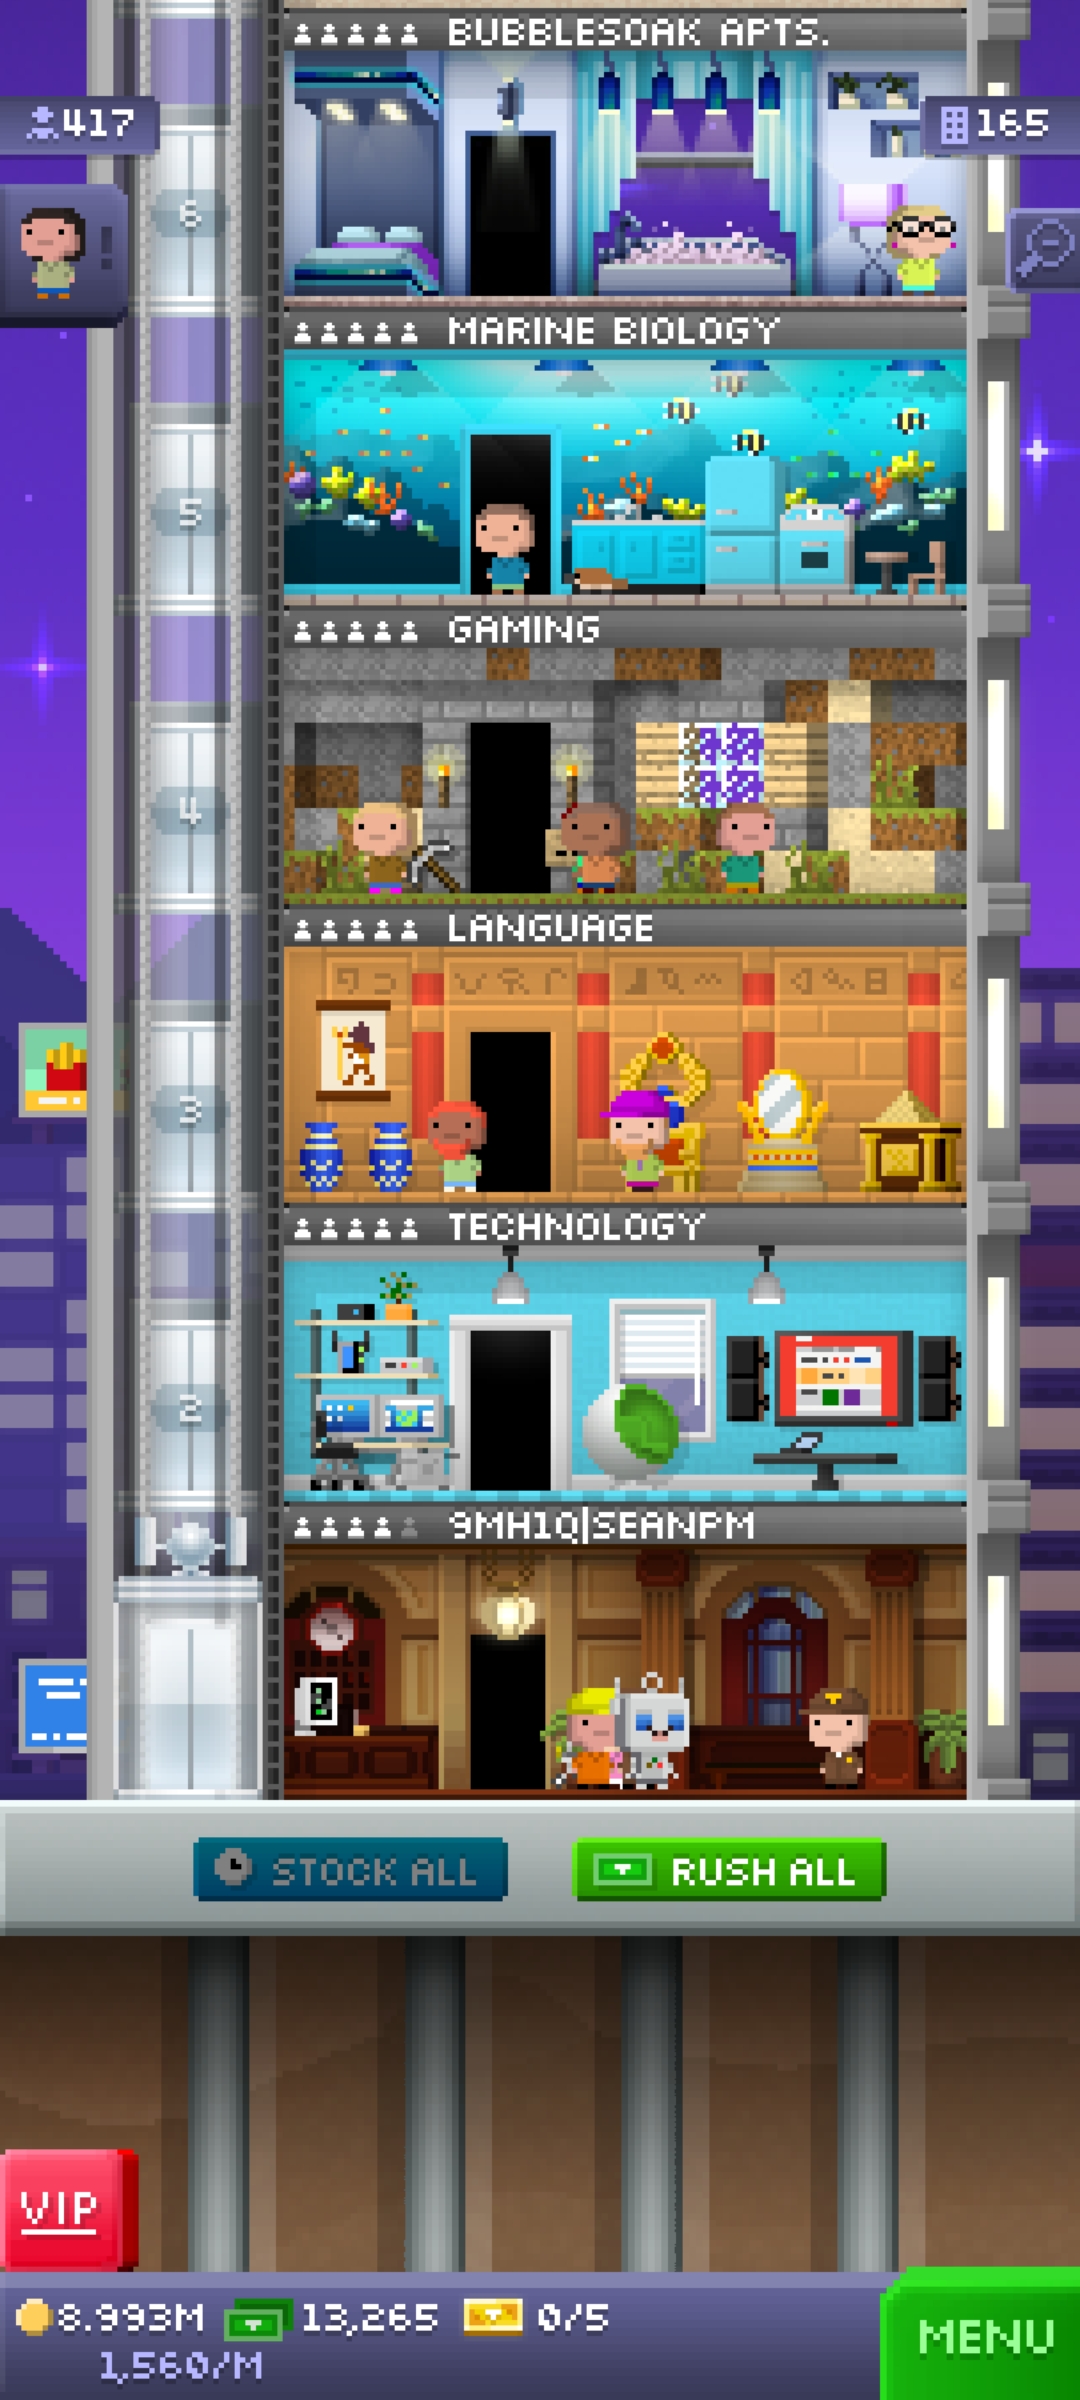 BUBBLESOAK APTS.
417
165
6
MARINE BIOLOGY
5
GAMING
4
LANGUAGE
3
TECHNOLOGY
2
9MH1Q|SEANPM
STOCK ALL
RUSH ALL
VIP
8.993M
13,265
0/5
MENU
1,560/M